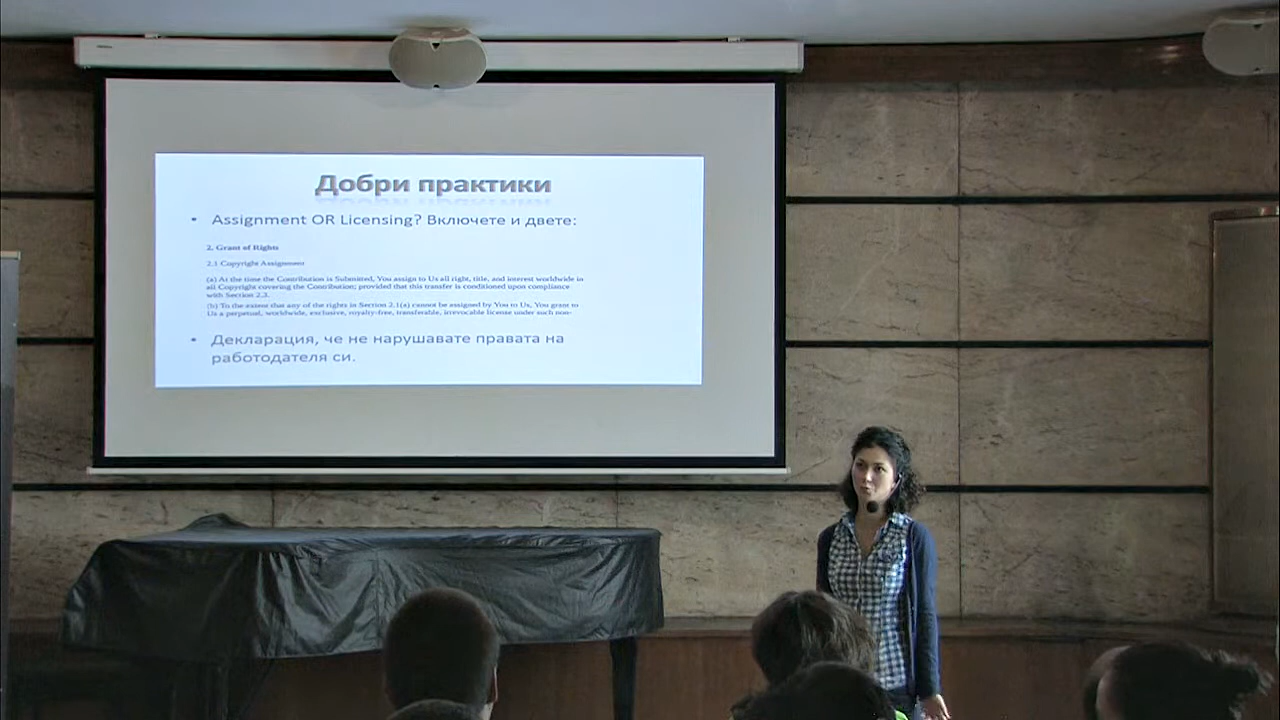 Добри практики
• Assignment OR Licensing? Включете и двете:
2. Grant of Rights
2.1 Copyright Assignment
(a) At the time the Contribution is Submitted, You assign to Us all right, title, and interest worldwide in
all Copyright covering the Contribution; provided that this transfer is conditioned upon compliance
with Section 2.3.
(b) To the extent that any of the rights in Section 2.1(a) cannot be assigned by You to Us, You grant to
Us a perpetual, worldwide, exclusive, royalty-free, transferable, irrevocable license under such non-
• Декларация, че не нарушавате правата на
работодателя си.